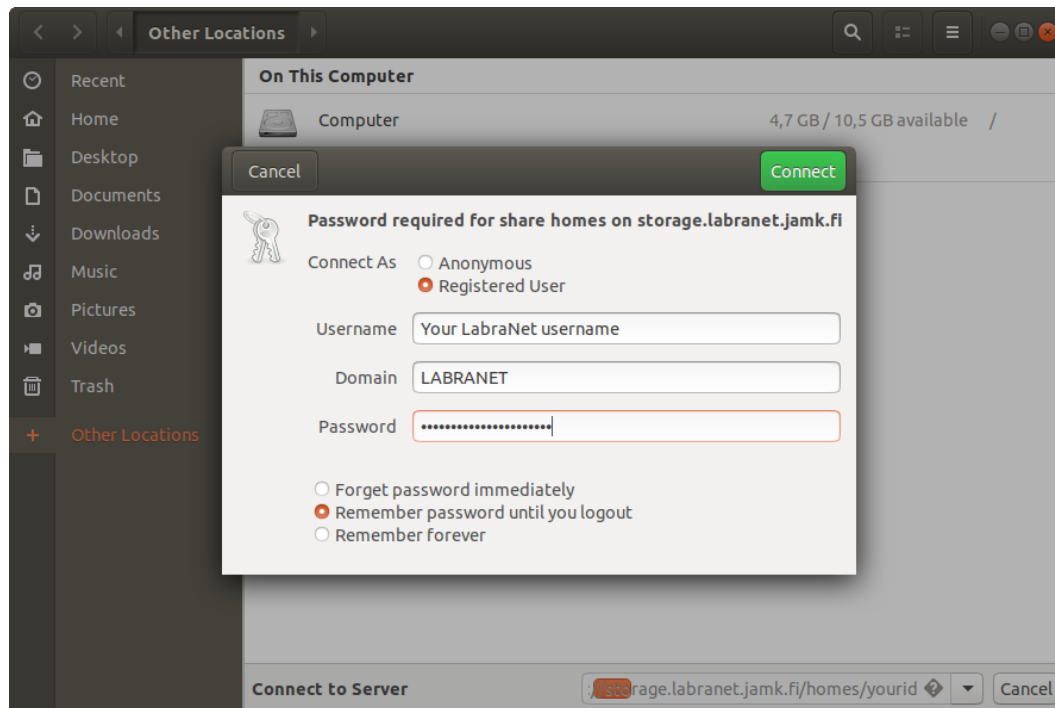 Other Locations
Recent
Home
Desktop
Documents
Downloads
Music
Pictures
Videos
Trash
Other Locations
On This Computer
Computer 4,7 GB / 10,5 GB available /
Cancel Connect
Password required for share homes on storage.labranet.jamk.fi
Connect As Anonymous
Registered User
Username Your LabraNet username
Domain LABRANET
Password ••••••••••••••••••••••
Forget password immediately
Remember password until you logout
Remember forever
Connect to Server ://storage.labranet.jamk.fi/homes/yourid Cancel